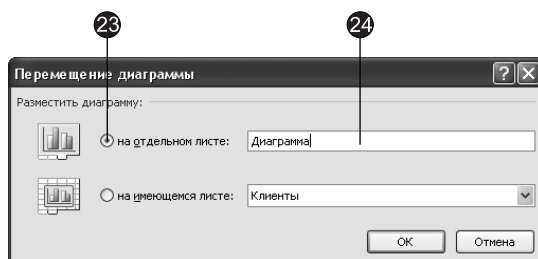 23 24
Перемещение диаграммы
Разместить диаграмму:
на отдельном листе: Диаграмма
на имеющемся листе: Клиенты
ОК Отмена